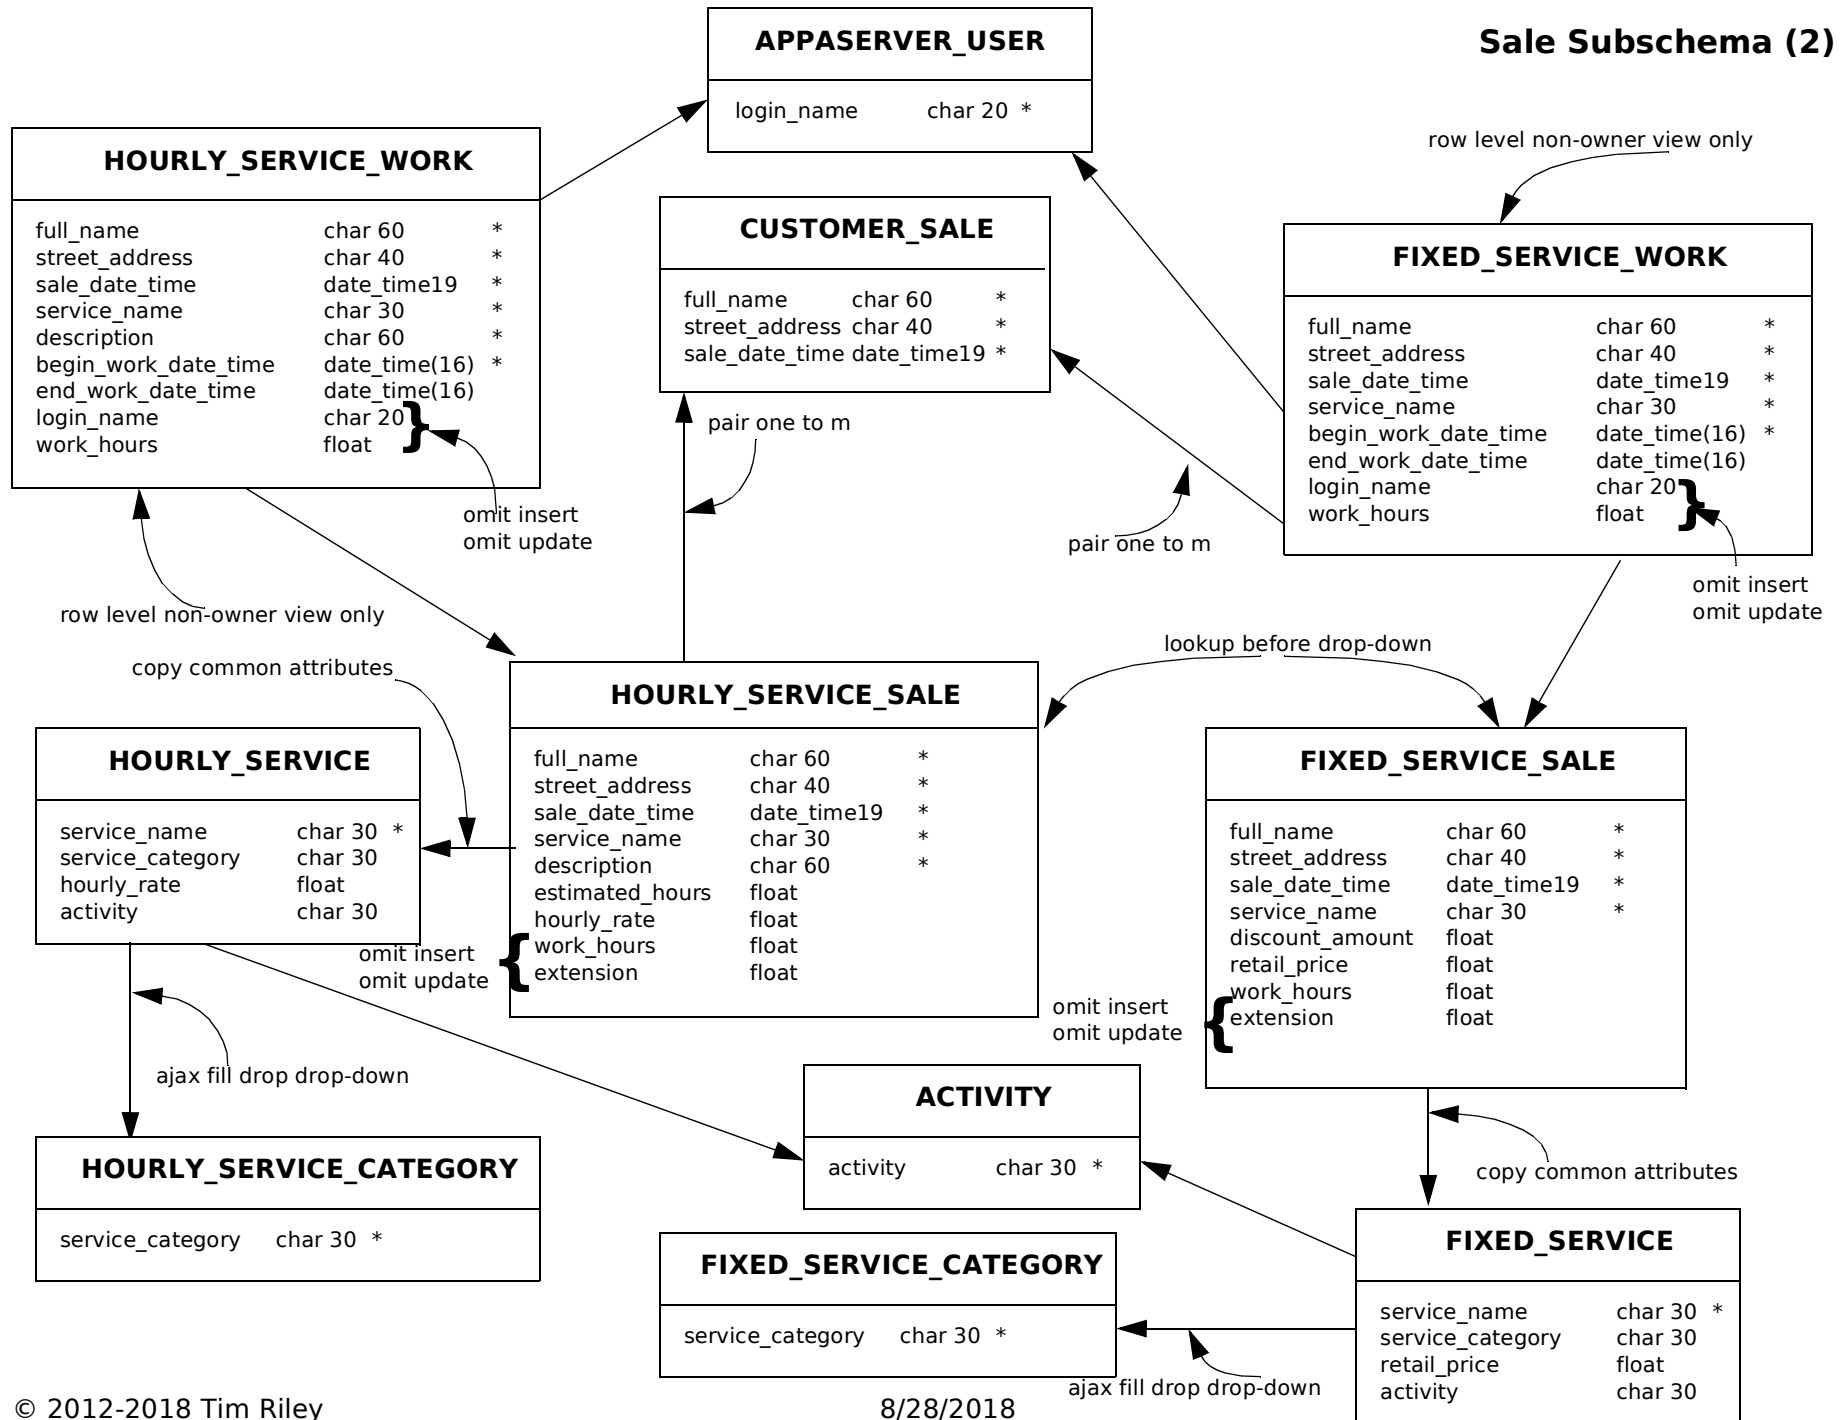 Sale Subschema (2)
APPASERVER_USER
login_name char 20 *
HOURLY_SERVICE_WORK
full_name char 60 *
street_address char 40 *
sale_date_time date_time19 *
service_name char 30 *
description char 60 *
begin_work_date_time date_time(16) *
end_work_date_time date_time(16)
login_name char 20
work_hours float
omit insert
omit update
row level non-owner view only
CUSTOMER_SALE
full_name char 60 *
street_address char 40 *
sale_date_time date_time19 *
pair one to m
row level non-owner view only
FIXED_SERVICE_WORK
full_name char 60 *
street_address char 40 *
sale_date_time date_time19 *
service_name char 30 *
begin_work_date_time date_time(16) *
end_work_date_time date_time(16)
login_name char 20
work_hours float
omit insert
omit update
pair one to m
lookup before drop-down
copy common attributes
HOURLY_SERVICE_SALE
full_name char 60 *
street_address char 40 *
sale_date_time date_time19 *
service_name char 30 *
description char 60 *
estimated_hours float
hourly_rate float
work_hours float
extension float
omit insert
omit update
HOURLY_SERVICE
service_name char 30 *
service_category char 30
hourly_rate float
activity char 30
ajax fill drop drop-down
FIXED_SERVICE_SALE
full_name char 60 *
street_address char 40 *
sale_date_time date_time19 *
service_name char 30 *
discount_amount float
retail_price float
work_hours float
extension float
omit insert
omit update
copy common attributes
ACTIVITY
activity char 30 *
HOURLY_SERVICE_CATEGORY
service_category char 30 *
FIXED_SERVICE_CATEGORY
service_category char 30 *
ajax fill drop drop-down
FIXED_SERVICE
service_name char 30 *
service_category char 30
retail_price float
activity char 30
© 2012-2018 Tim Riley
8/28/2018